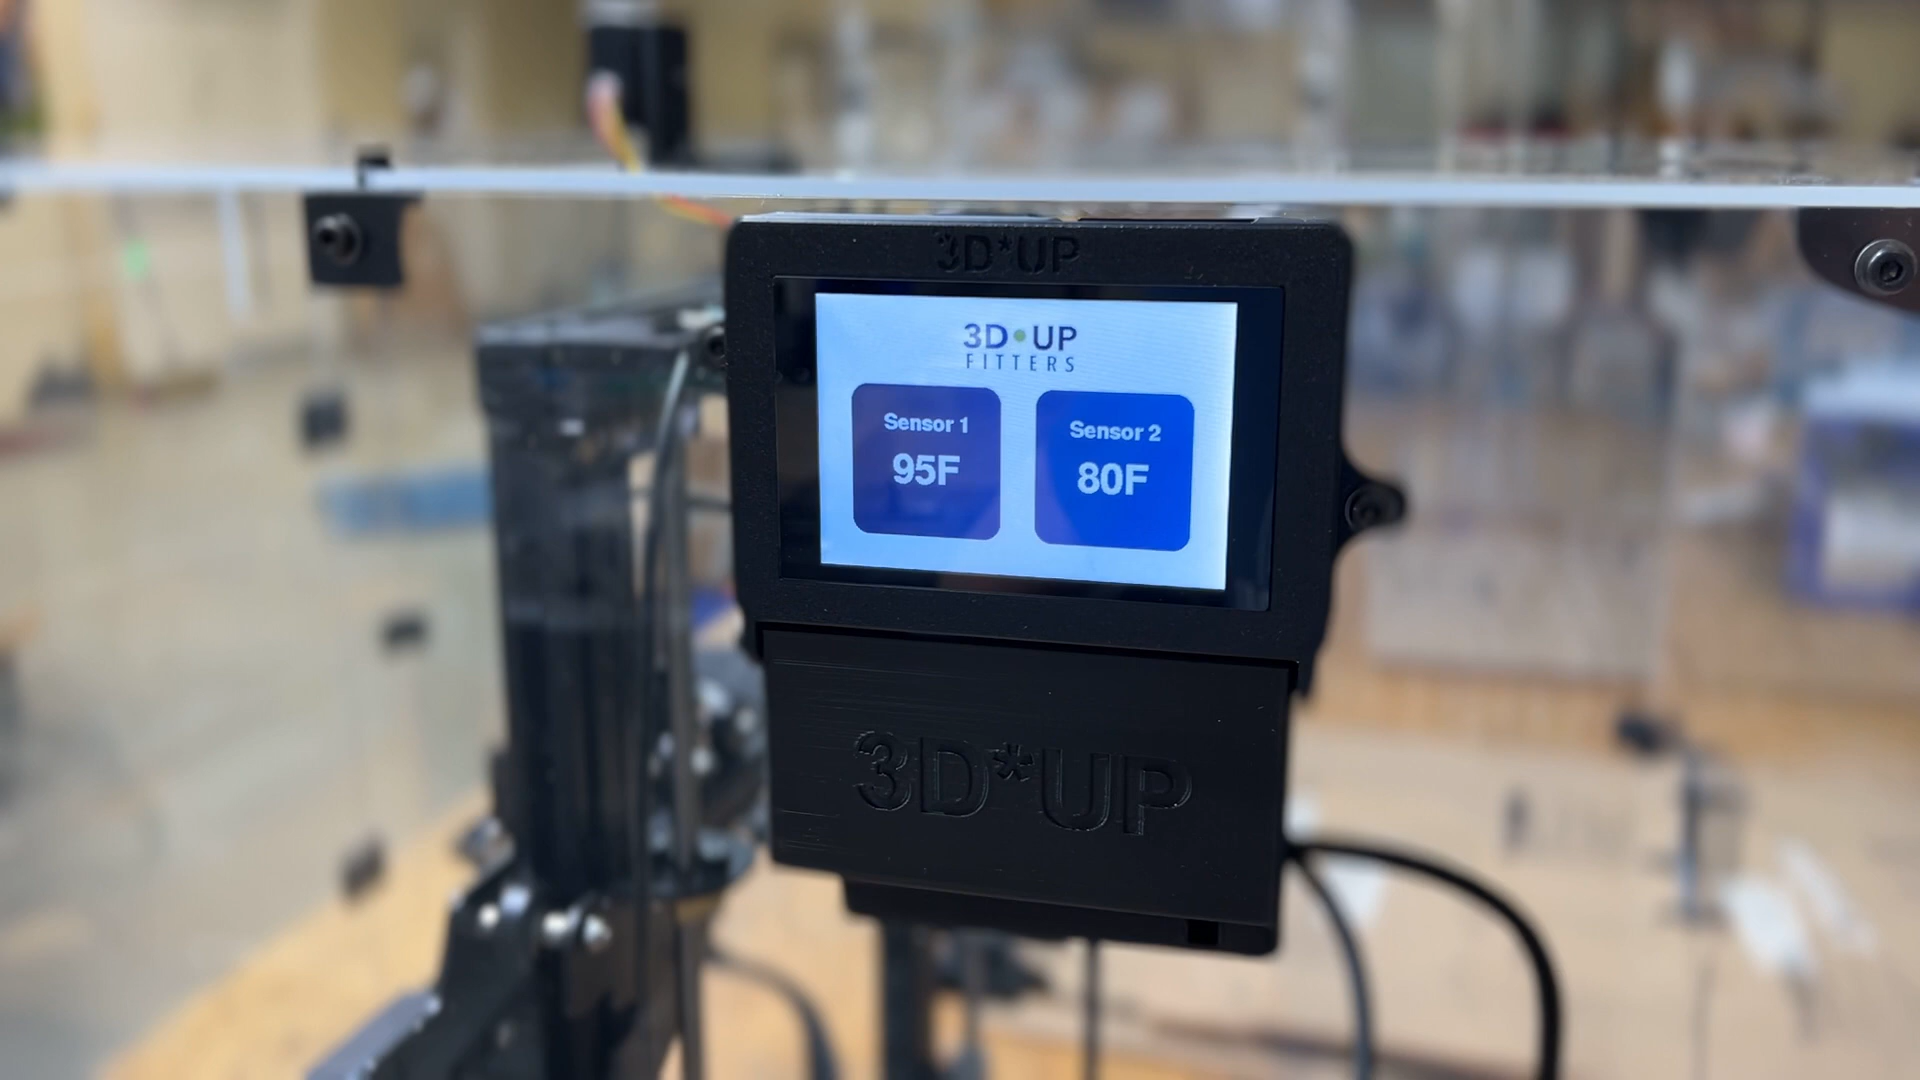 3D*UP
3D•UP
FITTERS
Sensor 1
95F
Sensor 2
80F
3D*UP